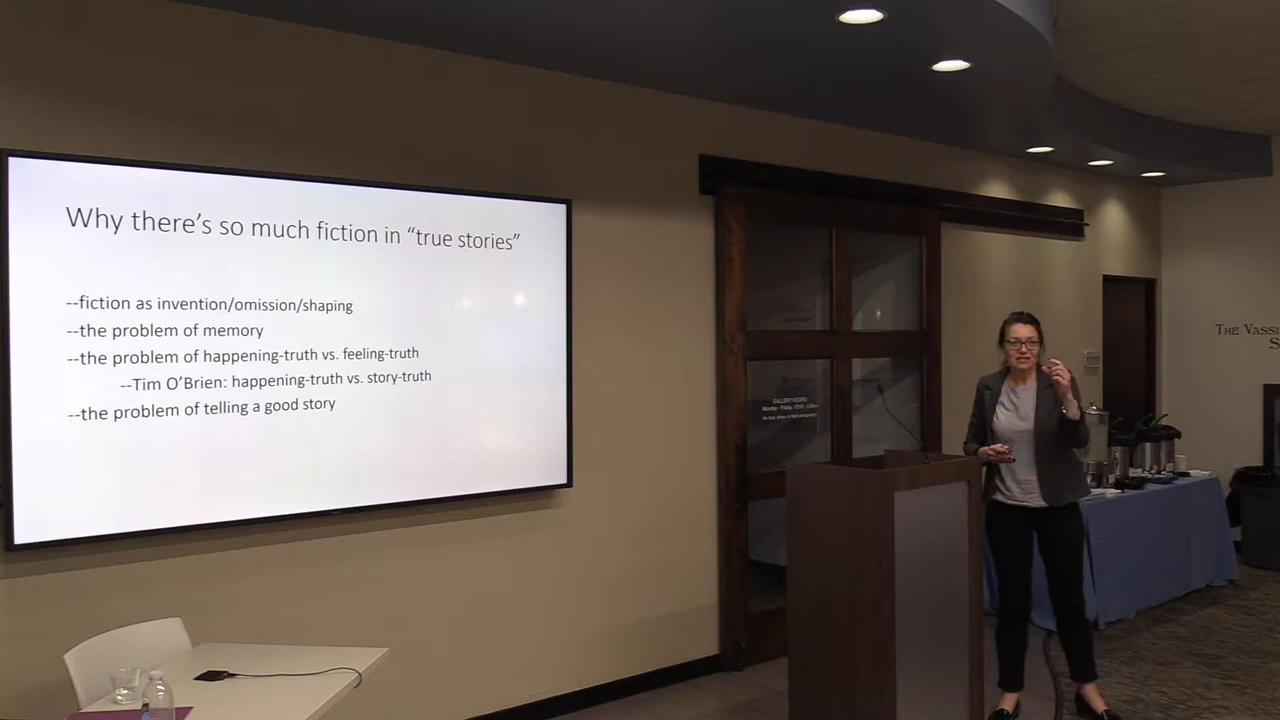 Why there's so much fiction in "true stories"
--fiction as invention/omission/shaping
--the problem of memory
--the problem of happening-truth vs. feeling-truth
--Tim O'Brien: happening-truth vs. story-truth
--the problem of telling a good story
GALLERY HOURS
Monday - Friday,
THE